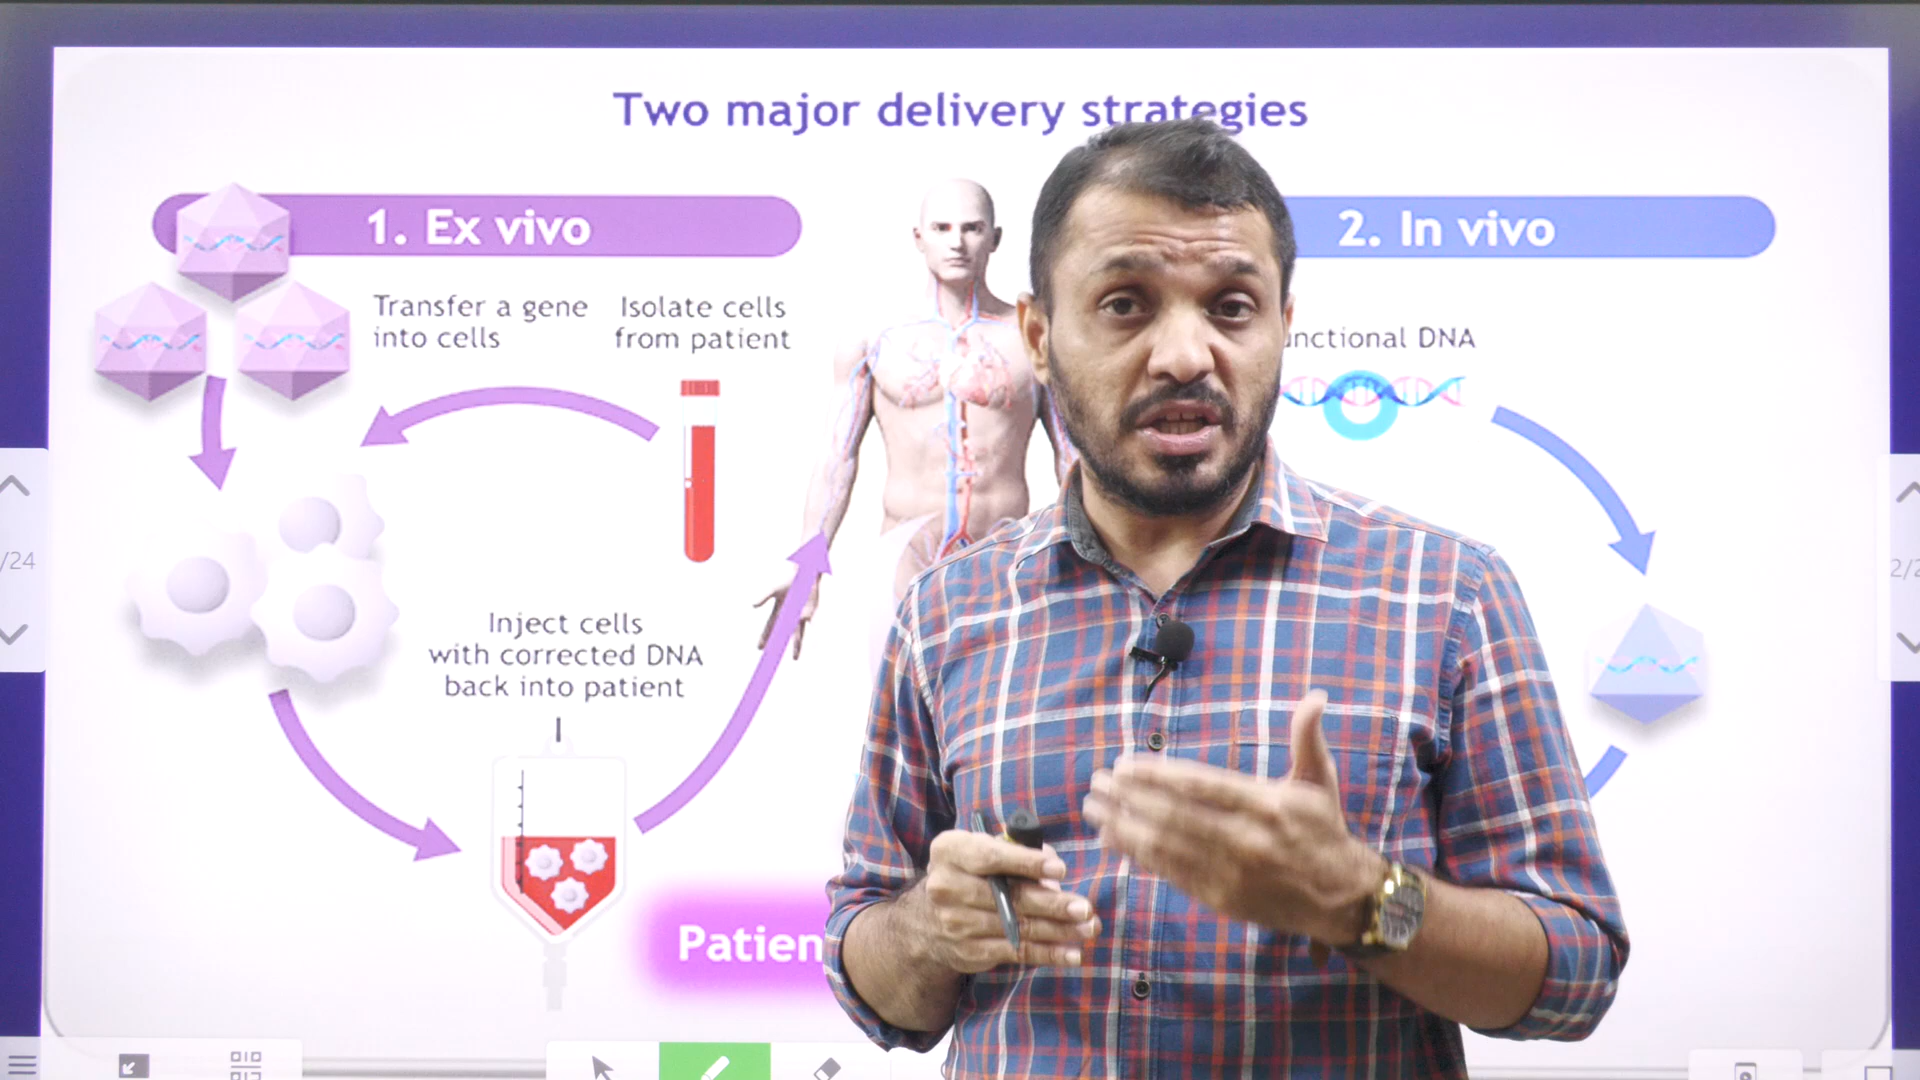 Two major delivery strategies
1. Ex vivo
2. In vivo
Transfer a gene
into cells
Isolate cells
from patient
nctional DNA
Inject cells
with corrected DNA
back into patient
Patien
/24
2/2